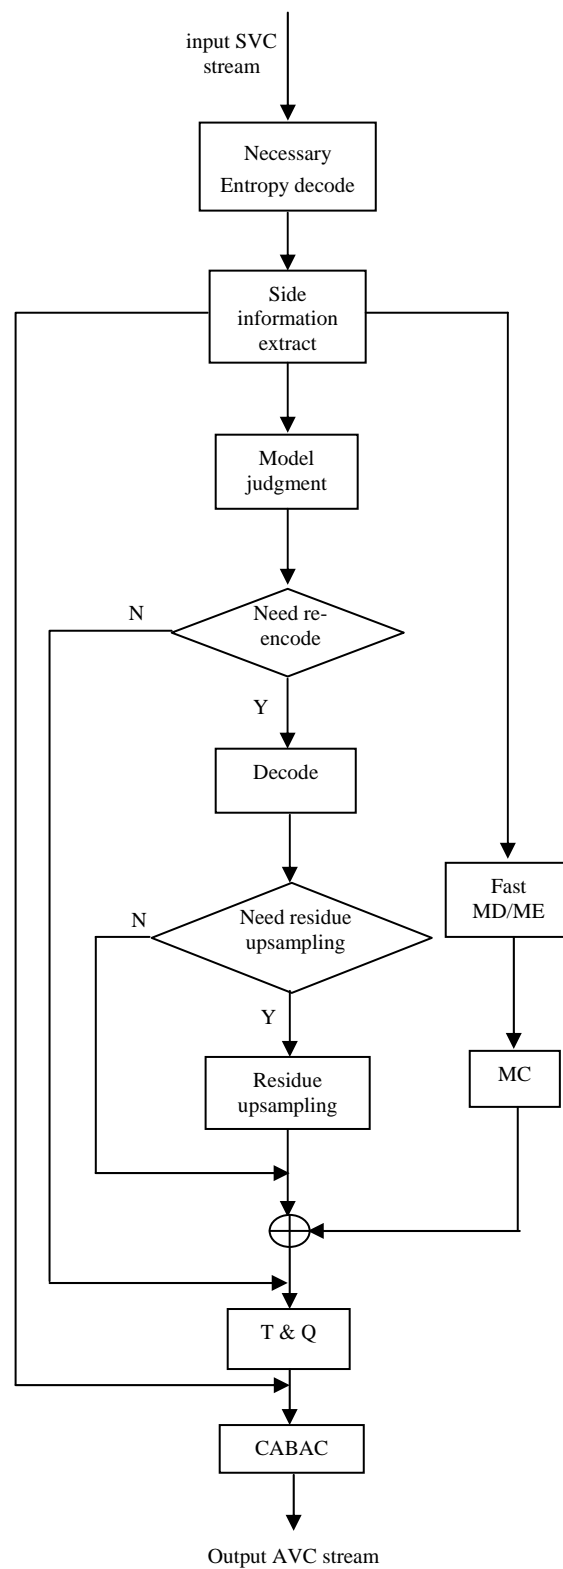 input SVC
stream
Necessary
Entropy decode
Side
information
extract
Model
judgment
N
Need re-
encode
Y
Decode
N
Need residue
upsampling
Fast
MD/ME
Y
Residue
upsampling
MC
T & Q
CABAC
Output AVC stream